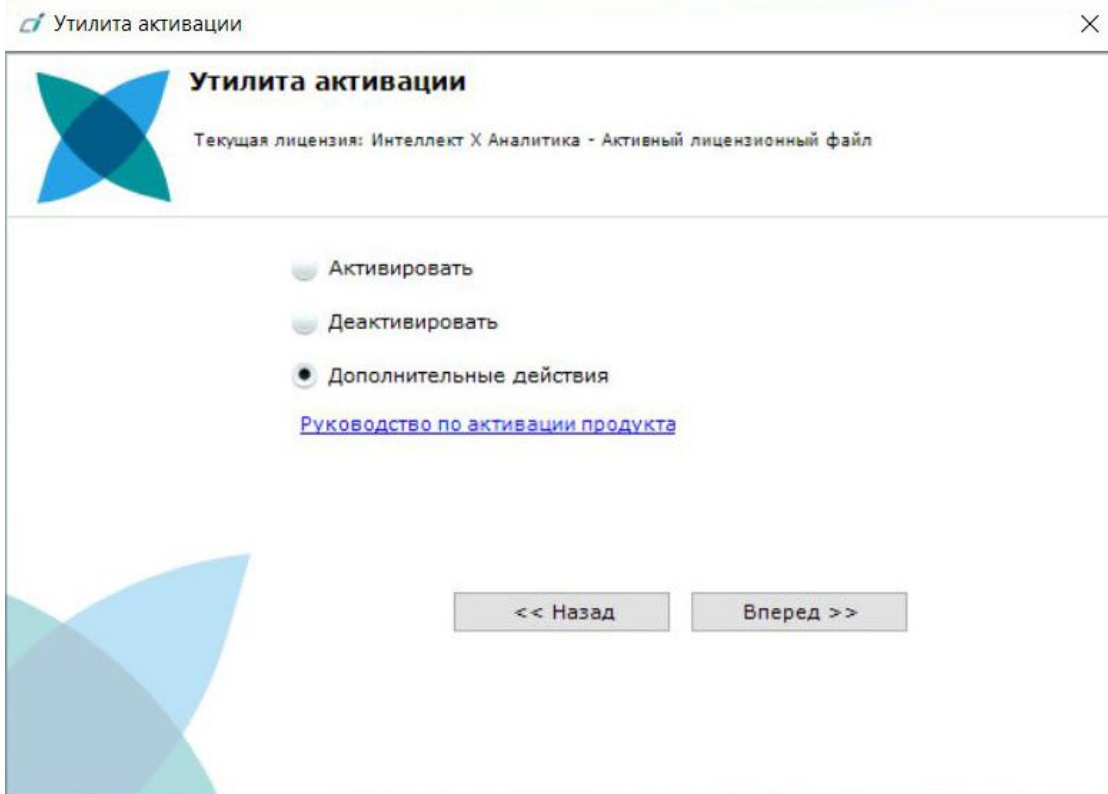 Утилита активации
Утилита активации
Текущая лицензия: Интеллект X Аналитика - Активный лицензионный файл
Активировать
Деактивировать
Дополнительные действия
Руководство по активации продукта
<< Назад
Вперед >>